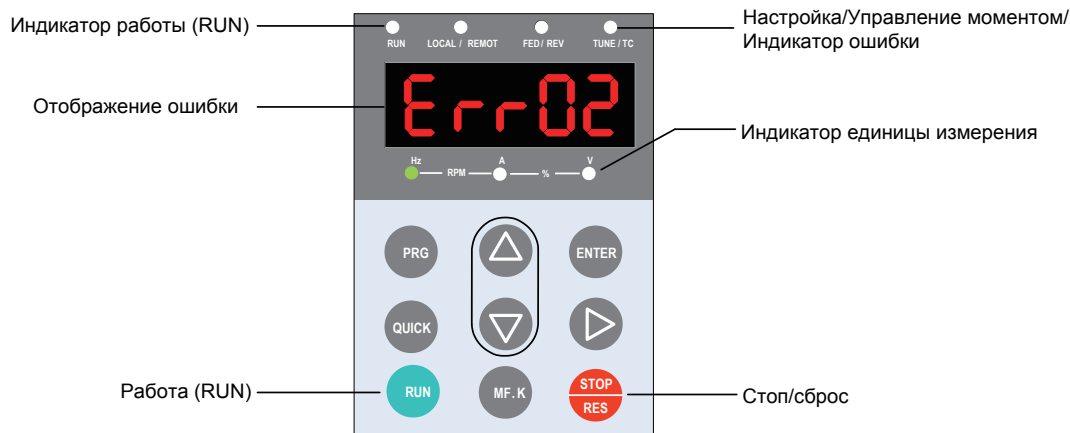 Индикатор работы (RUN)
Настройка/Управление моментом/
Индикатор ошибки
RUN LOCAL / REMOT FED / REV TUNE / TC
Отображение ошибки
Err02
Индикатор единицы измерения
Hz RPM A % V
PRG ENTER
QUICK
Работа (RUN)
RUN MF.K STOP
RES
Стоп/сброс